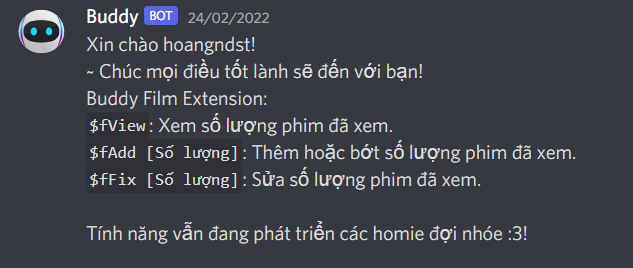 Buddy BOT 24/02/2022
Xin chào hoangndst!
~ Chúc mọi điều tốt lành sẽ đến với bạn!
Buddy Film Extension:
$fView: Xem số lượng phim đã xem.
$fAdd [Số lượng]: Thêm hoặc bớt số lượng phim đã xem.
$fFix [Số lượng]: Sửa số lượng phim đã xem.
Tính năng vẫn đang phát triển các homie đợi nhóe :3!